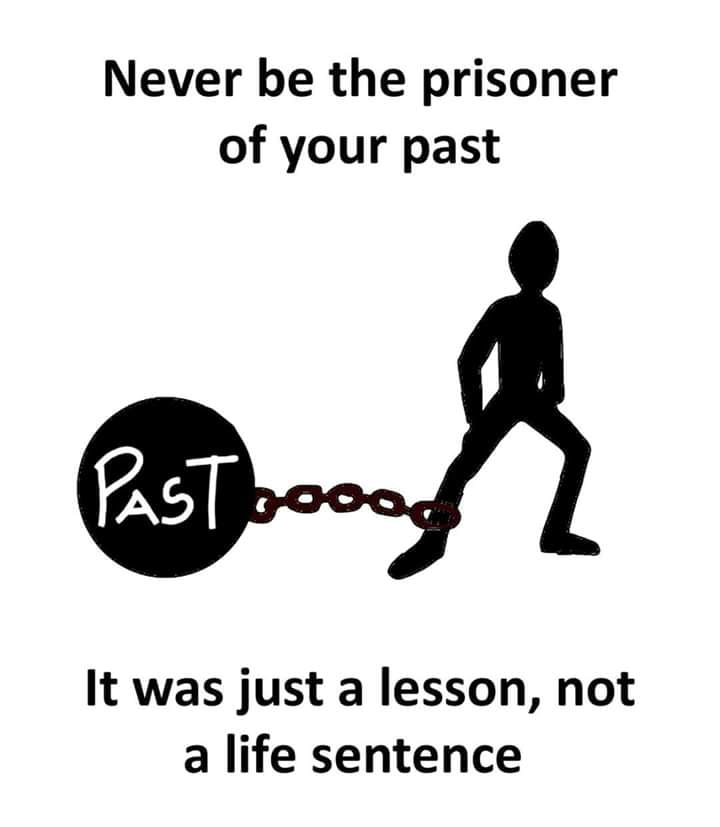 Never be the prisoner
of your past
PAST
It was just a lesson, not
a life sentence